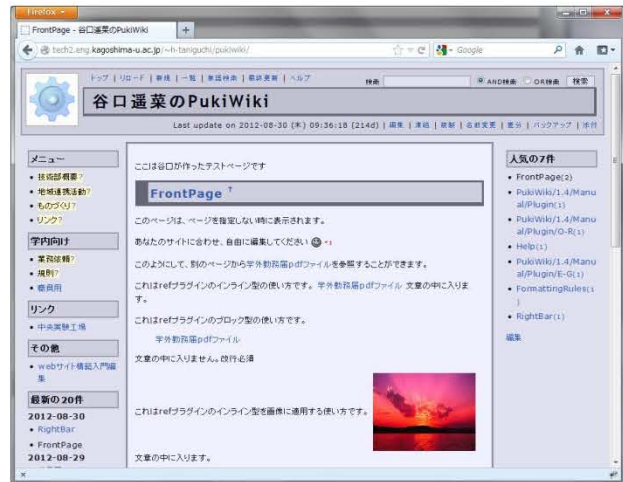 Firefox
FrontPage - 谷口遥菜のPukiWiki
tech2.eng.kagoshima-u.ac.jp/~h-taniguchi/pukiwiki/
Google
トップ | リロード | 新規 | 一覧 | 単語検索 | 最終更新 | ヘルプ
検索
AND検索 OR検索 検索
谷口遥菜のPukiWiki
Last update on 2012-08-30 (木) 09:36:18 (214d) | 編集 | 凍結 | 複製 | 名前変更 | 差分 | バックアップ | 添付
メニュー
技術部概要?
地域連携活動?
ものづくり?
リンク?
学内向け
業務依頼?
規則?
職員用
リンク
中央実験工場
その他
webサイト構築入門編集
最新の20件
2012-08-30
RightBar
FrontPage
2012-08-29
ここは谷口が作ったテストページです
FrontPage †
このページは、ページを指定しない時に表示されます。
あなたのサイトに合わせ、自由に編集してください *1
このようにして、別のページから学外勤務届pdfファイルを参照することができます。
これはrefプラグインのインライン型の使い方です。学外勤務届pdfファイル 文章の中に入りま
す。
これはrefプラグインのブロック型の使い方です。
学外勤務届pdfファイル
文章の中に入りません。改行必須
これはrefプラグインのインライン型を画像に適用する使い方です。
文章の中に入ります。
人気の7件
FrontPage(2)
PukiWiki/1.4/Manu
al/Plugin(1)
PukiWiki/1.4/Manu
al/Plugin/O-R(1)
Help(1)
PukiWiki/1.4/Manu
al/Plugin/E-G(1)
FormattingRules(1
)
RightBar(1)
編集